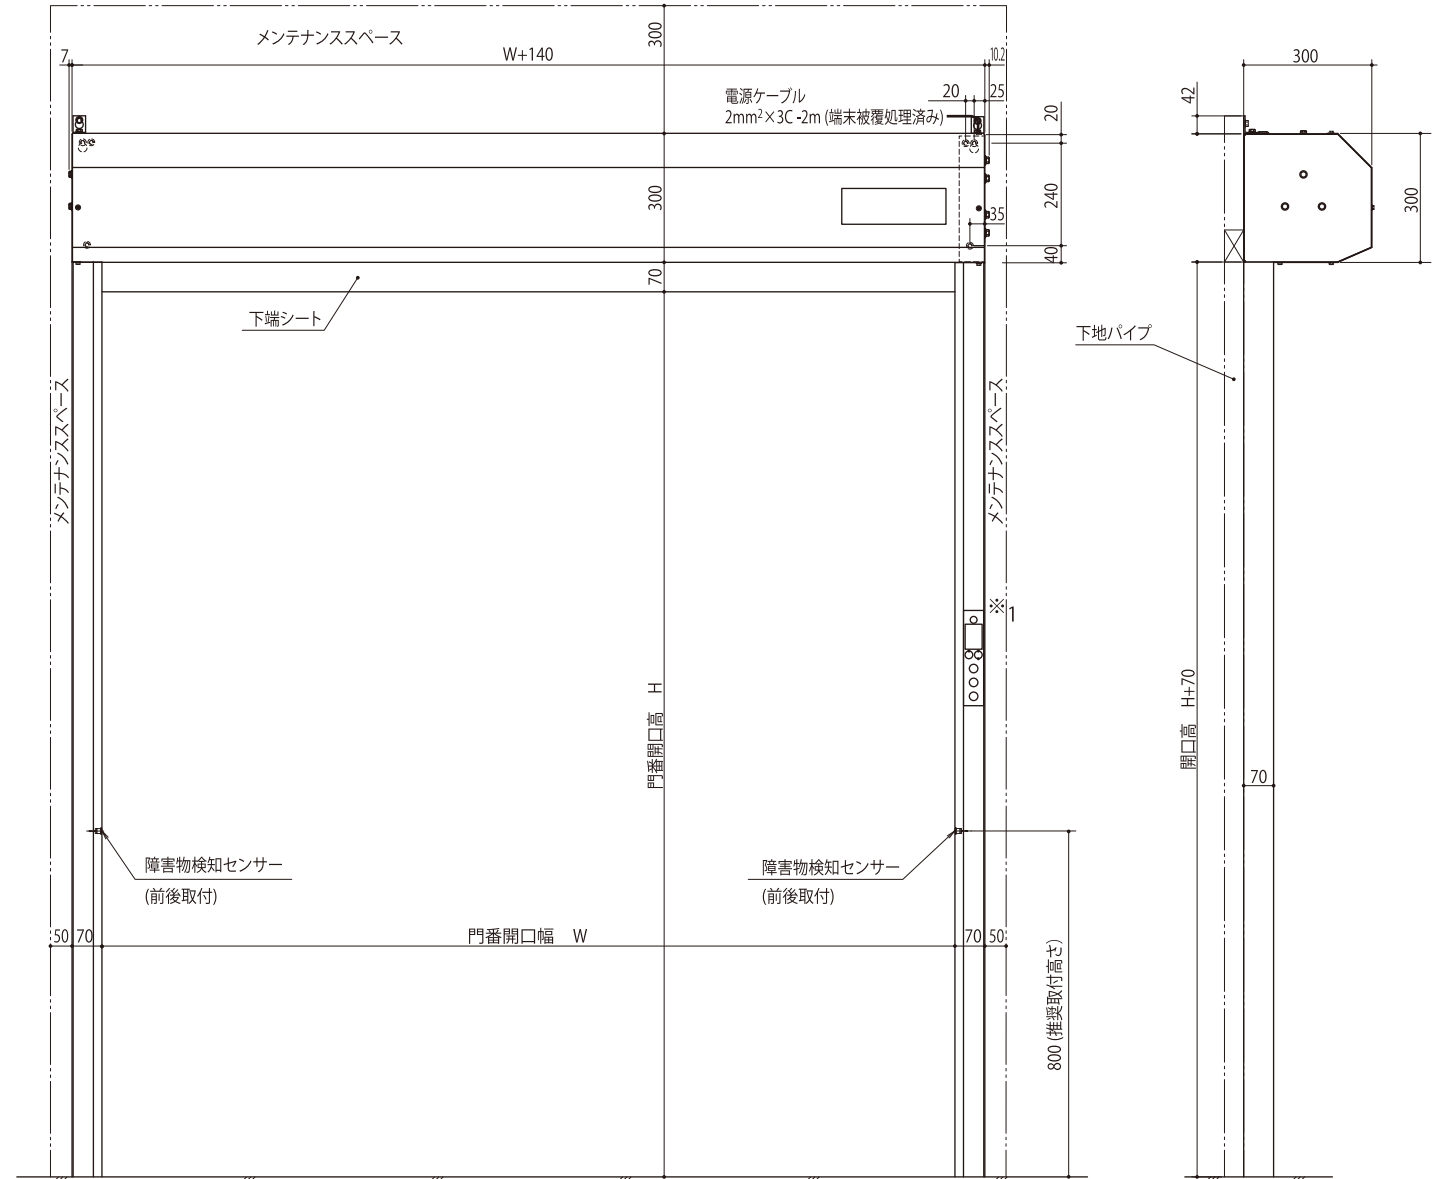 メンテナンススペース
300
7
W+140
10.2
300
電源ケーブル
2mm²×3C -2m (端末被覆処理済み)
20
25
20
42
300
240
35
300
40
70
下端シート
下地パイプ
メンテナンススペース
メンテナンススペース
※1
門番開口高 H
開口高 H+70
70
障害物検知センサー
(前後取付)
障害物検知センサー
(前後取付)
50
70
門番開口幅 W
70
50
800 (推奨取付高さ)